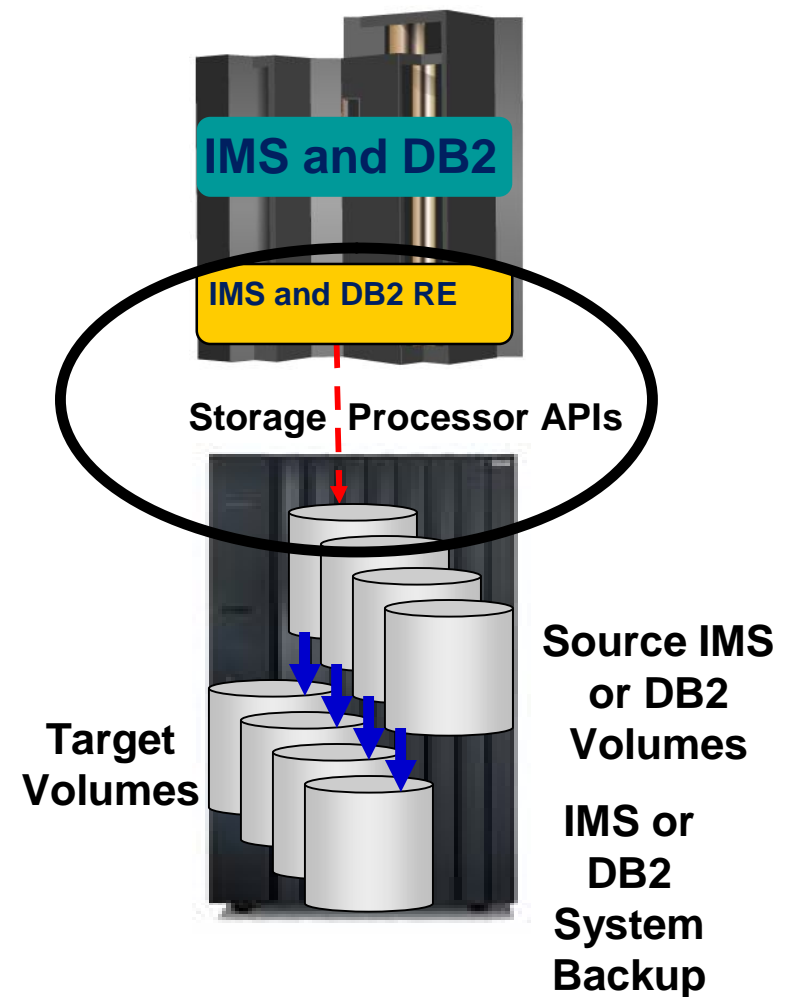 IMS and DB2
IMS and DB2 RE
Storage Processor APIs
Source IMS
or DB2
Volumes
Target
Volumes
IMS or
DB2
System
Backup